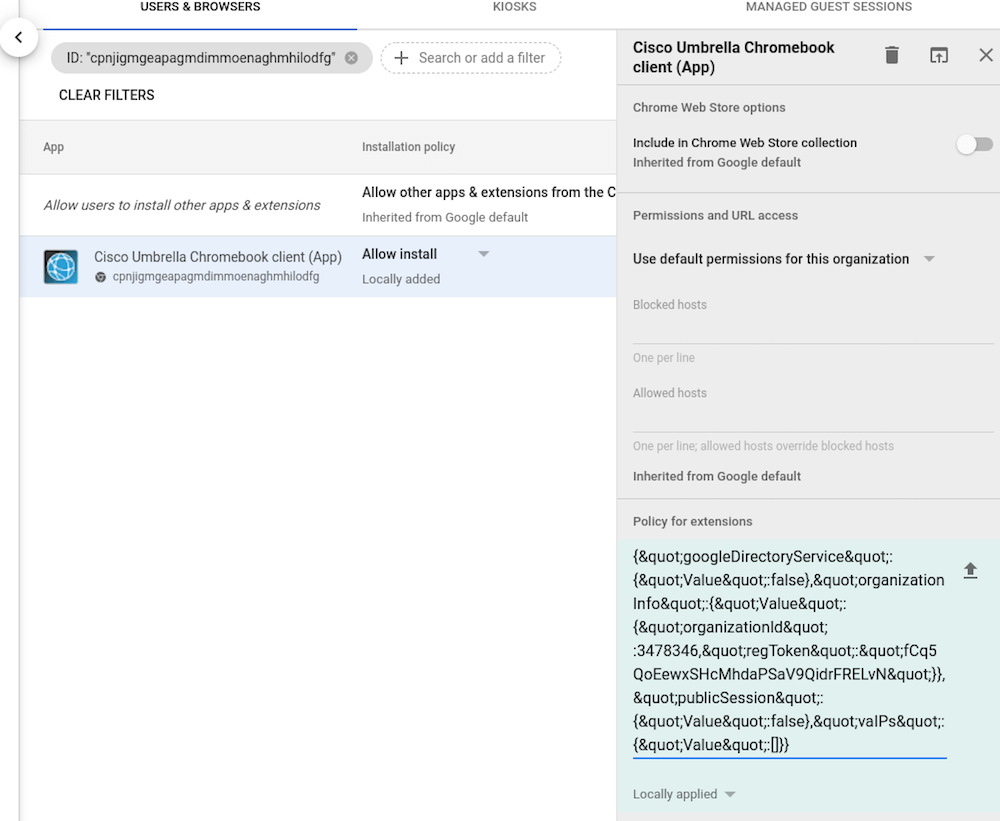 USERS & BROWSERS
KIOSKS
MANAGED GUEST SESSIONS
ID: "cpnjigmgeapagmdimmoenaghmhilodfg"
Search or add a filter
CLEAR FILTERS
App
Installation policy
Allow users to install other apps & extensions
Allow other apps & extensions from the C
Inherited from Google default
Cisco Umbrella Chromebook client (App)
cpnjigmgeapagmdimmoenaghmhilodfg
Allow install
Locally added
Cisco Umbrella Chromebook
client (App)
Chrome Web Store options
Include in Chrome Web Store collection
Inherited from Google default
Permissions and URL access
Use default permissions for this organization
Blocked hosts
One per line
Allowed hosts
One per line; allowed hosts override blocked hosts
Inherited from Google default
Policy for extensions
{&quot;googleDirectoryService&quot;:
{&quot;Value&quot;:false},&quot;organization
Info&quot;:{&quot;Value&quot;:
{&quot;organizationId&quot;
:3478346,&quot;regToken&quot;:&quot;fCq5
QoEewxSHcMhdaPSaV9QidrFRELvN&quot;}},
&quot;publicSession&quot;:
{&quot;Value&quot;:false},&quot;vaIPs&quot;:
{&quot;Value&quot;:[]}}
Locally applied